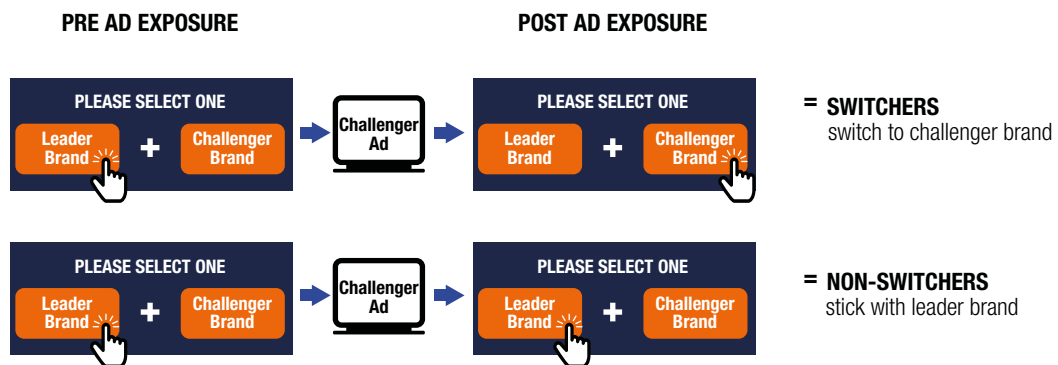 PRE AD EXPOSURE
POST AD EXPOSURE
PLEASE SELECT ONE
Leader
Brand
+
Challenger
Brand
Challenger
Ad
PLEASE SELECT ONE
Leader
Brand
+
Challenger
Brand
= SWITCHERS
switch to challenger brand
PLEASE SELECT ONE
Leader
Brand
+
Challenger
Brand
Challenger
Ad
PLEASE SELECT ONE
Leader
Brand
+
Challenger
Brand
= NON-SWITCHERS
stick with leader brand